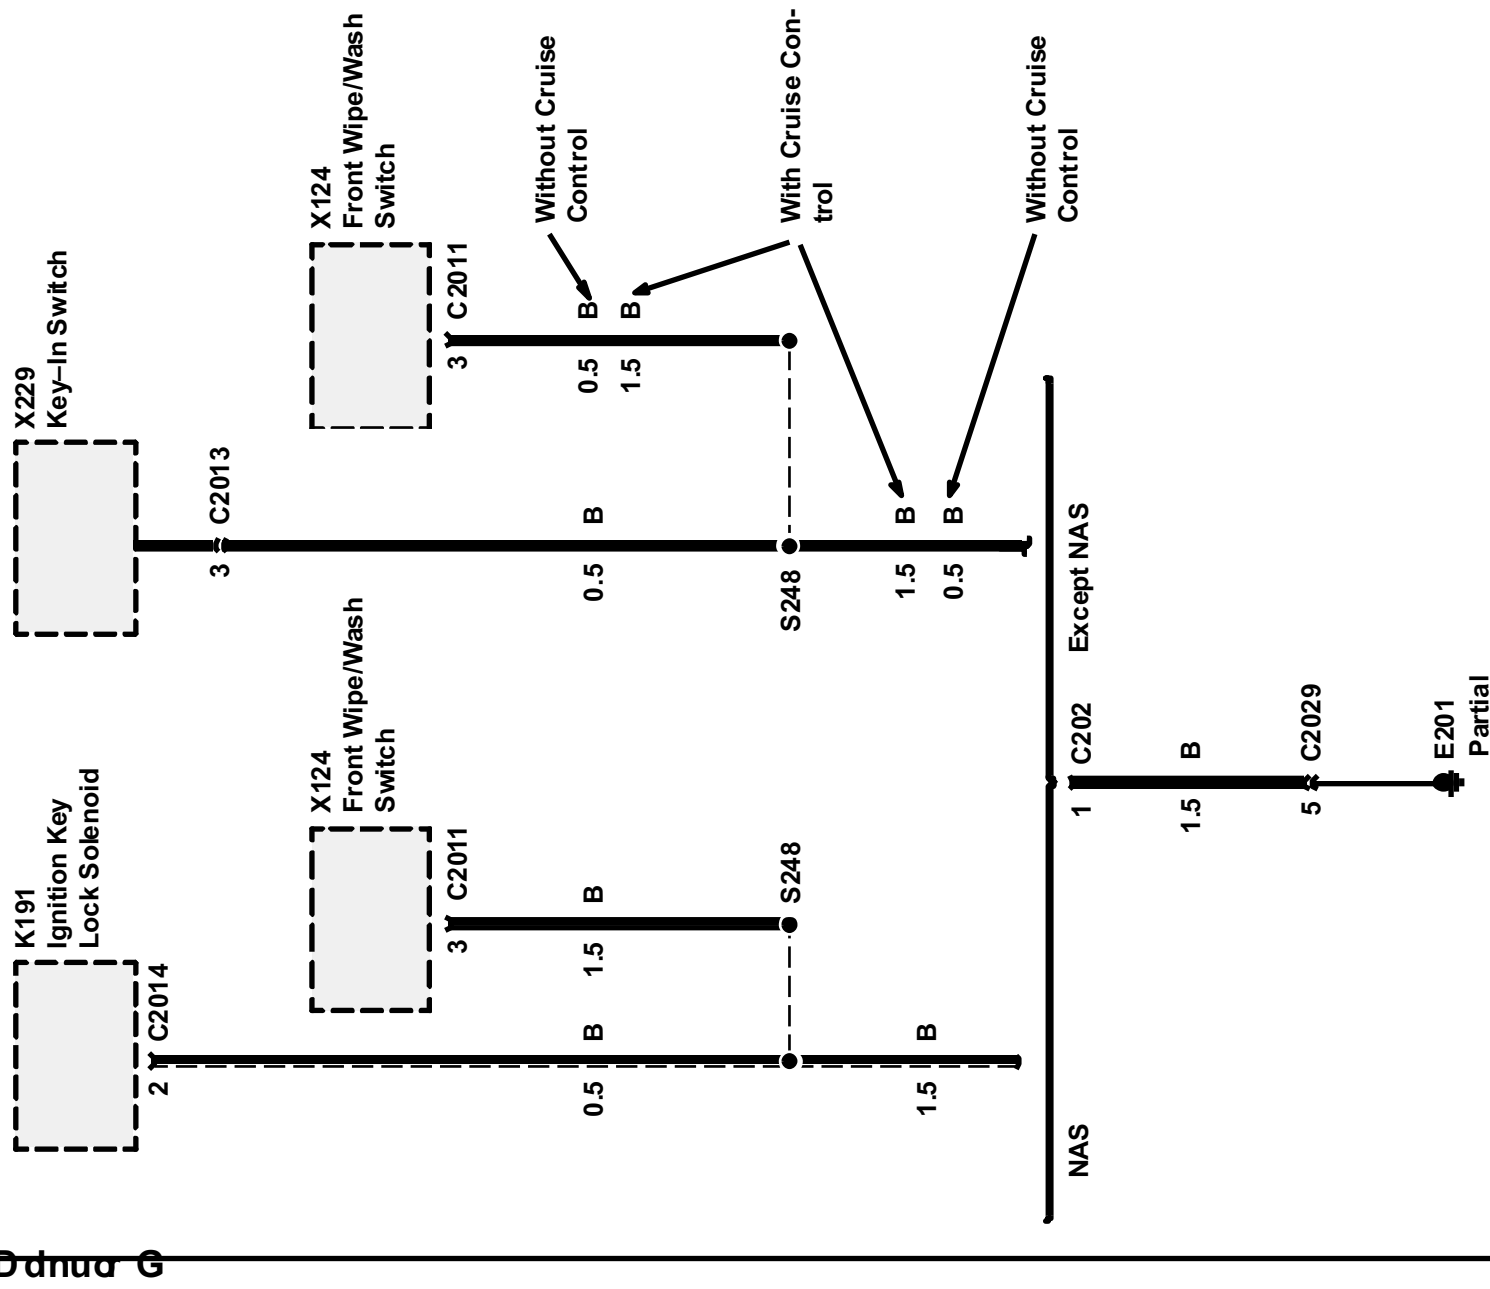 X229
Key–In Switch
C2013
3
B
0.5
S248
B
1.5
B
0.5
X124
Front Wipe/Wash
Switch
C2011
3
B
0.5
B
1.5
Without Cruise
Control
With Cruise Con-
trol
Without Cruise
Control
K191
Ignition Key
Lock Solenoid
C2014
2
B
0.5
B
1.5
X124
Front Wipe/Wash
Switch
C2011
3
B
1.5
S248
NAS
Except NAS
C202
1
B
1.5
C2029
5
E201
Partial